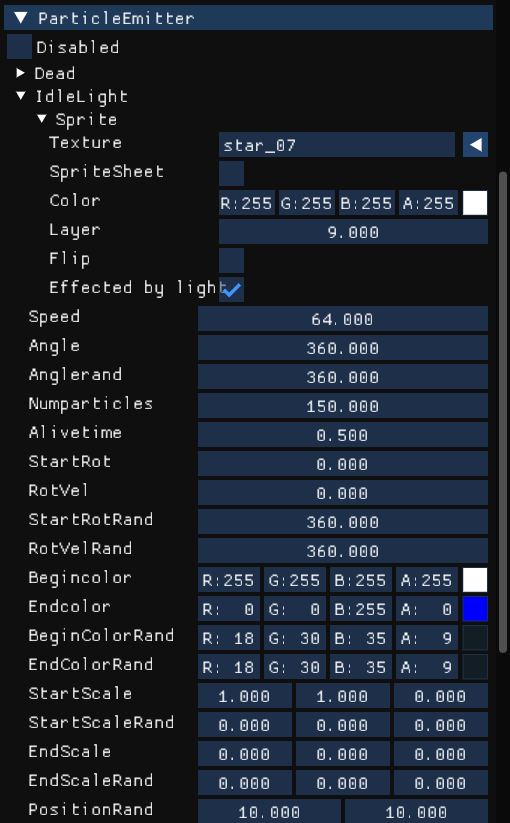 ParticleEmitter
Disabled
Dead
IdleLight
Sprite
Texture star_07
SpriteSheet
Color R:255 G:255 B:255 A:255
Layer 9.000
Flip
Effected by light
Speed 64.000
Angle 360.000
Anglerand 360.000
Numparticles 150.000
Alivetime 0.500
StartRot 0.000
RotVel 0.000
StartRotRand 360.000
RotVelRand 360.000
Begincolor R:255 G:255 B:255 A:255
Endcolor R: 0 G: 0 B:255 A: 0
BeginColorRand R: 18 G: 30 B: 35 A: 9
EndColorRand R: 18 G: 30 B: 35 A: 9
StartScale 1.000 1.000 0.000
StartScaleRand 0.000 0.000 0.000
EndScale 0.000 0.000 0.000
EndScaleRand 0.000 0.000 0.000
PositionRand 10.000 10.000